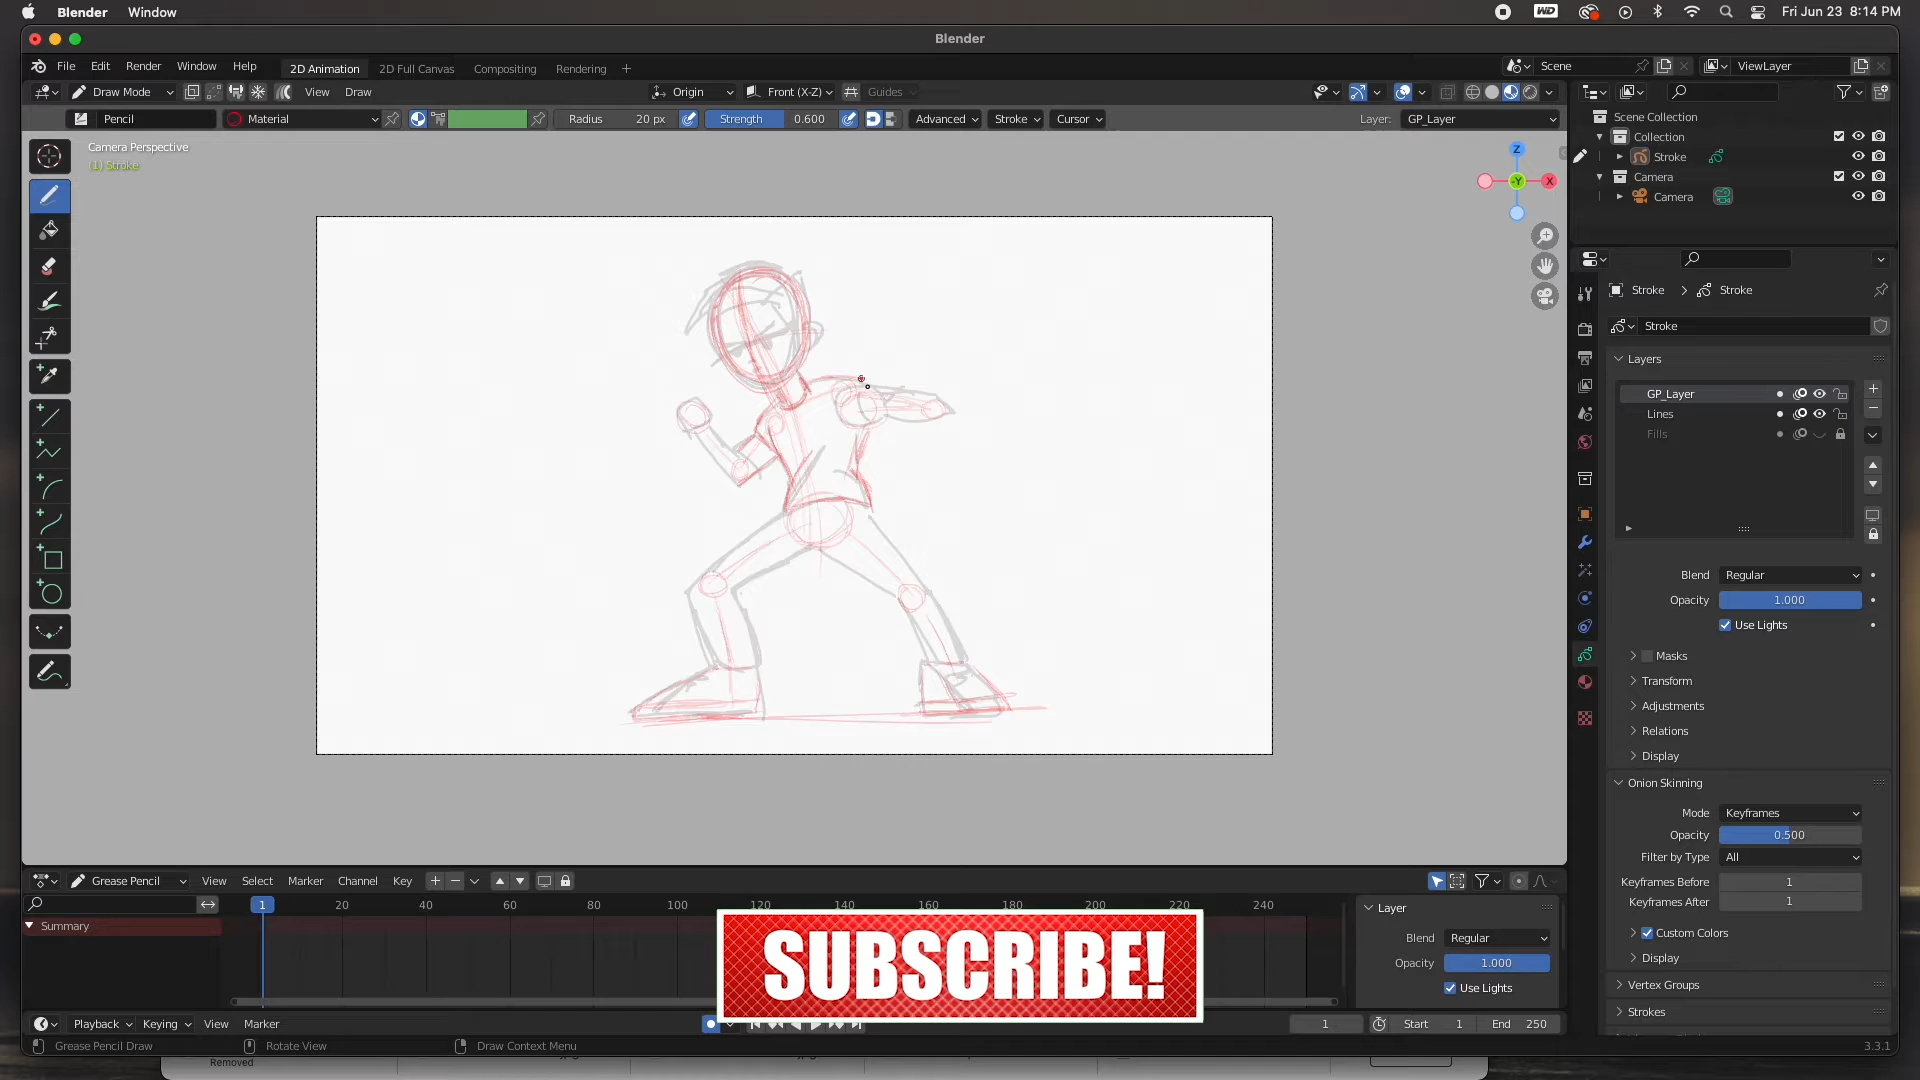 Blender Window Fri Jun 23 8:14 PM
Blender
File Edit Render Window Help 2D Animation 2D Full Canvas Compositing Rendering + Scene ViewLayer
Draw Mode View Draw Origin Front (X-Z) Guides
Pencil Material Radius 20 px Strength 0.600 Advanced Stroke Cursor Layer: GP_Layer
Camera Perspective
(1) Stroke
Z
-Y
X
Scene Collection
Collection
Stroke
Camera
Camera
Stroke > Stroke
Stroke
Layers
GP_Layer
Lines
Fills
Blend Regular
Opacity 1.000
Use Lights
Masks
Transform
Adjustments
Relations
Display
Onion Skinning
Mode Keyframes
Opacity 0.500
Filter by Type All
Keyframes Before 1
Keyframes After 1
Custom Colors
Display
Vertex Groups
Strokes
Grease Pencil View Select Marker Channel Key
1 20 40 60 80 100 120 140 160 180 200 220 240
Summary
Layer
Blend Regular
Opacity 1.000
Use Lights
SUBSCRIBE!
Playback Keying View Marker 1 Start 1 End 250
Grease Pencil Draw Rotate View Draw Context Menu 3.3.1
Removed